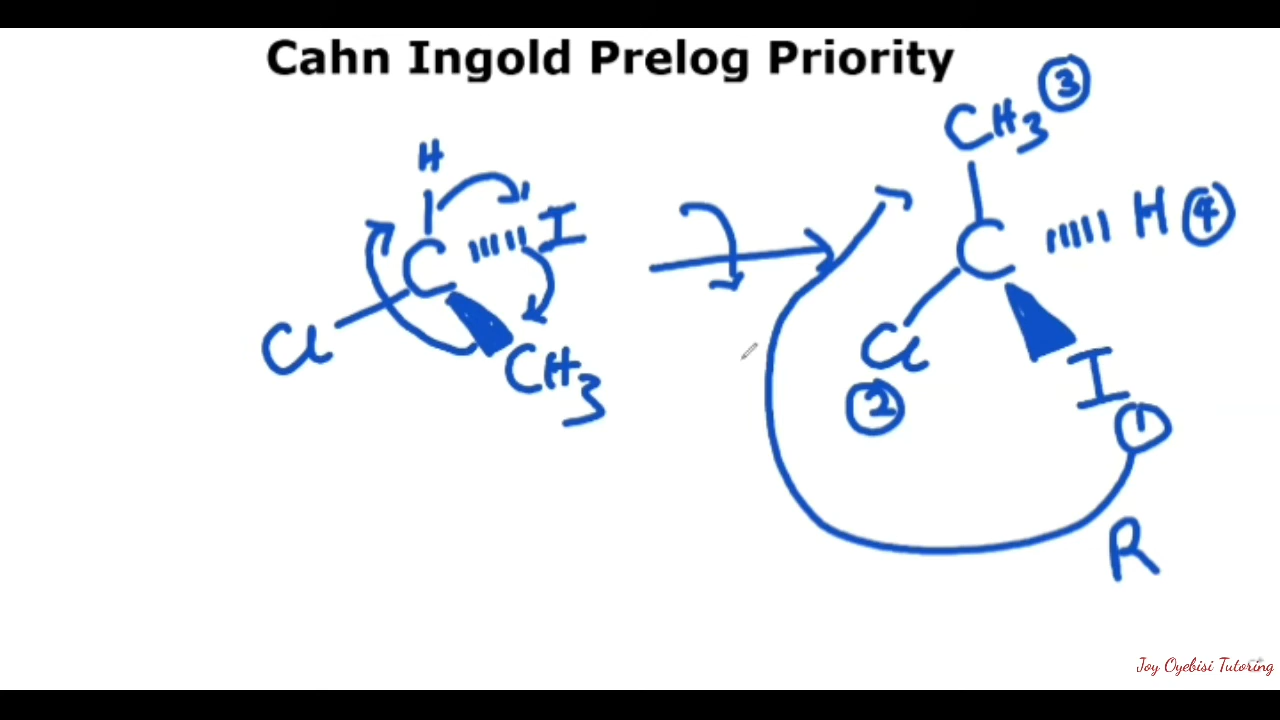 Cahn Ingold Prelog Priority
H
C
I
Cl
CH3
CH3 3
C
H 4
Cl
2
I
1
R
Joy Oyebisi Tutoring